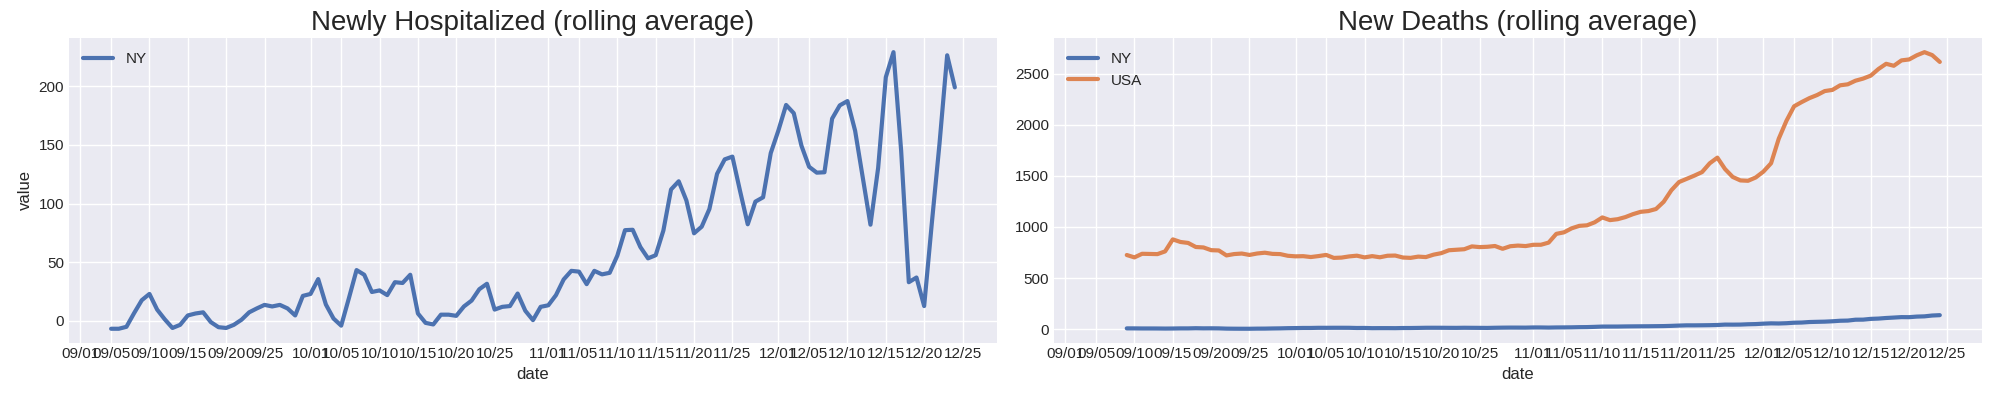 Newly Hospitalized (rolling average)
NY
200
150
100
50
0
value
09/01 09/05 09/10 09/15 09/20 09/25 10/01 10/05 10/10 10/15 10/20 10/25 11/01 11/05 11/10 11/15 11/20 11/25 12/01 12/05 12/10 12/15 12/20 12/25
date
New Deaths (rolling average)
NY
USA
2500
2000
1500
1000
500
0
09/01 09/05 09/10 09/15 09/20 09/25 10/01 10/05 10/10 10/15 10/20 10/25 11/01 11/05 11/10 11/15 11/20 11/25 12/01 12/05 12/10 12/15 12/20 12/25
date